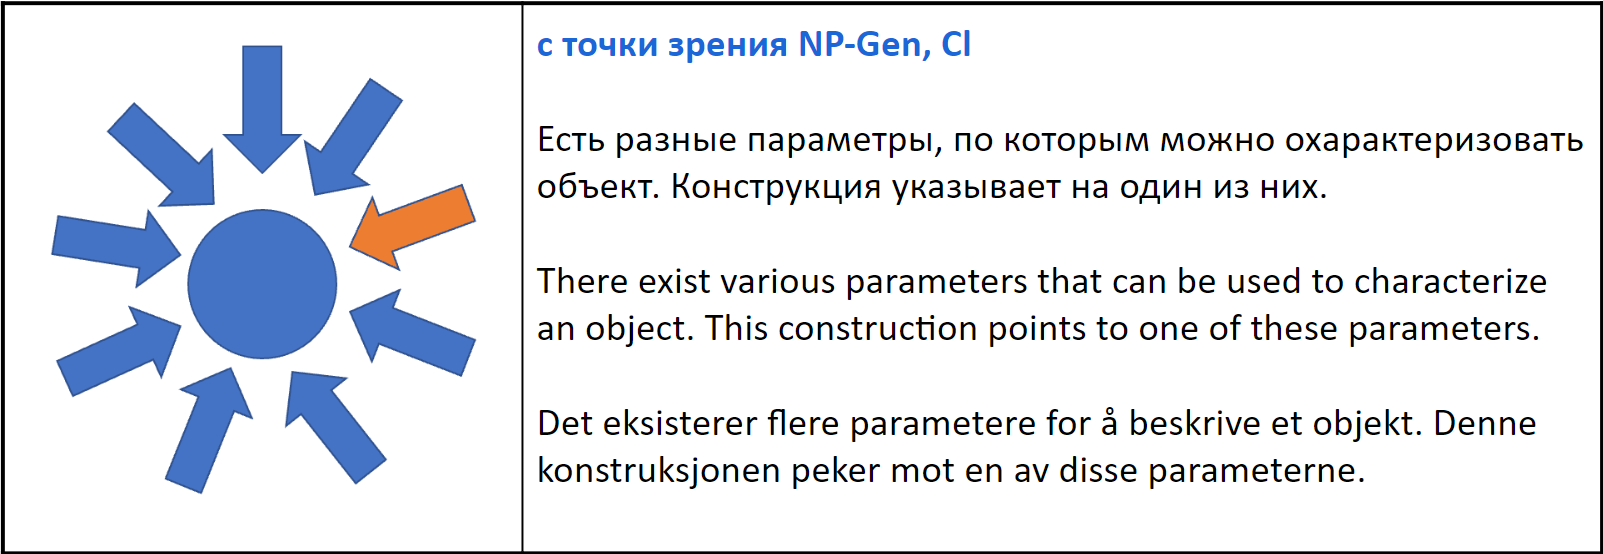 с точки зрения NP-Gen, Cl
Есть разные параметры, по которым можно охарактеризовать
объект. Конструкция указывает на один из них.
There exist various parameters that can be used to characterize
an object. This construction points to one of these parameters.
Det eksisterer flere parametere for å beskrive et objekt. Denne
konstruksjonen peker mot en av disse parameterne.